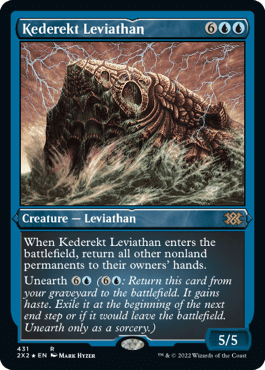 Kederekt Leviathan 6
Creature — Leviathan
When Kederekt Leviathan enters the
battlefield, return all other nonland
permanents to their owners' hands.
Unearth 6 (6: Return this card from
your graveyard to the battlefield. It gains
haste. Exile it at the beginning of the next
end step or if it would leave the battlefield.
Unearth only as a sorcery.)
5/5
431 R
2X2 ★ EN MARK HYZER
™ & © 2022 Wizards of the Coast